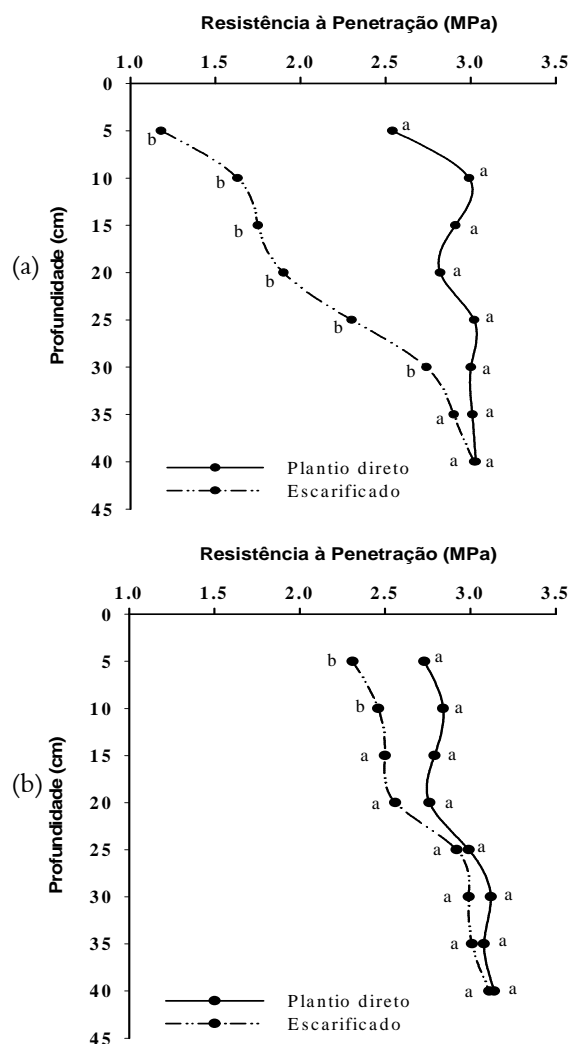 Resistência à Penetração (MPa)
1.0 1.5 2.0 2.5 3.0 3.5
0
5
10
15
20
25
30
35
40
45
Profundidade (cm)
(a)
b a
b a
b a
b a
b a
b a
a a
a a
Plantio direto
Escarificado
Resistência à Penetração (MPa)
1.0 1.5 2.0 2.5 3.0 3.5
0
5
10
15
20
25
30
35
40
45
Profundidade (cm)
(b)
b a
b a
a a
a a
a a
a a
a a
a a
Plantio direto
Escarificado